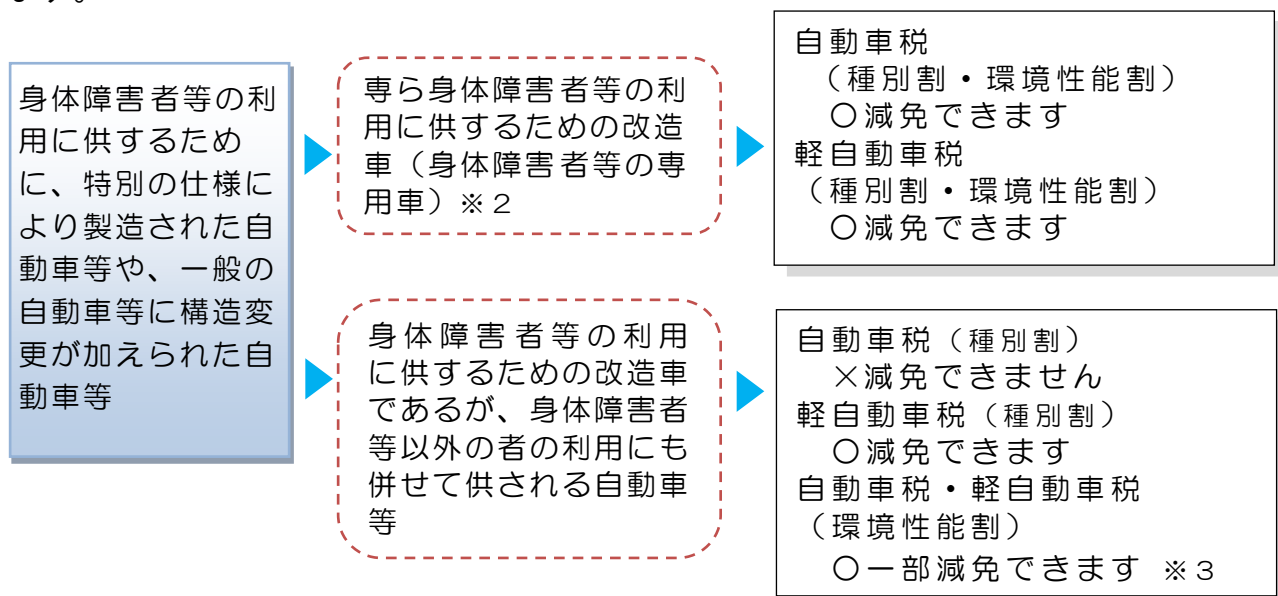 ます。
身体障害者等の利
用に供するため
に、特別の仕様に
より製造された自
動車等や、一般の
自動車等に構造変
更が加えられた自
動車等
専ら身体障害者等の利
用に供するための改造
車（身体障害者等の専
用車）※２
自動車税
（種別割・環境性能割）
〇減免できます
軽自動車税
（種別割・環境性能割）
〇減免できます
身体障害者等の利用
に供するための改造車
であるが、身体障害者
等以外の者の利用にも
併せて供される自動車
等
自動車税（種別割）
×減免できません
軽自動車税（種別割）
〇減免できます
自動車税・軽自動車税
（環境性能割）
〇一部減免できます ※３